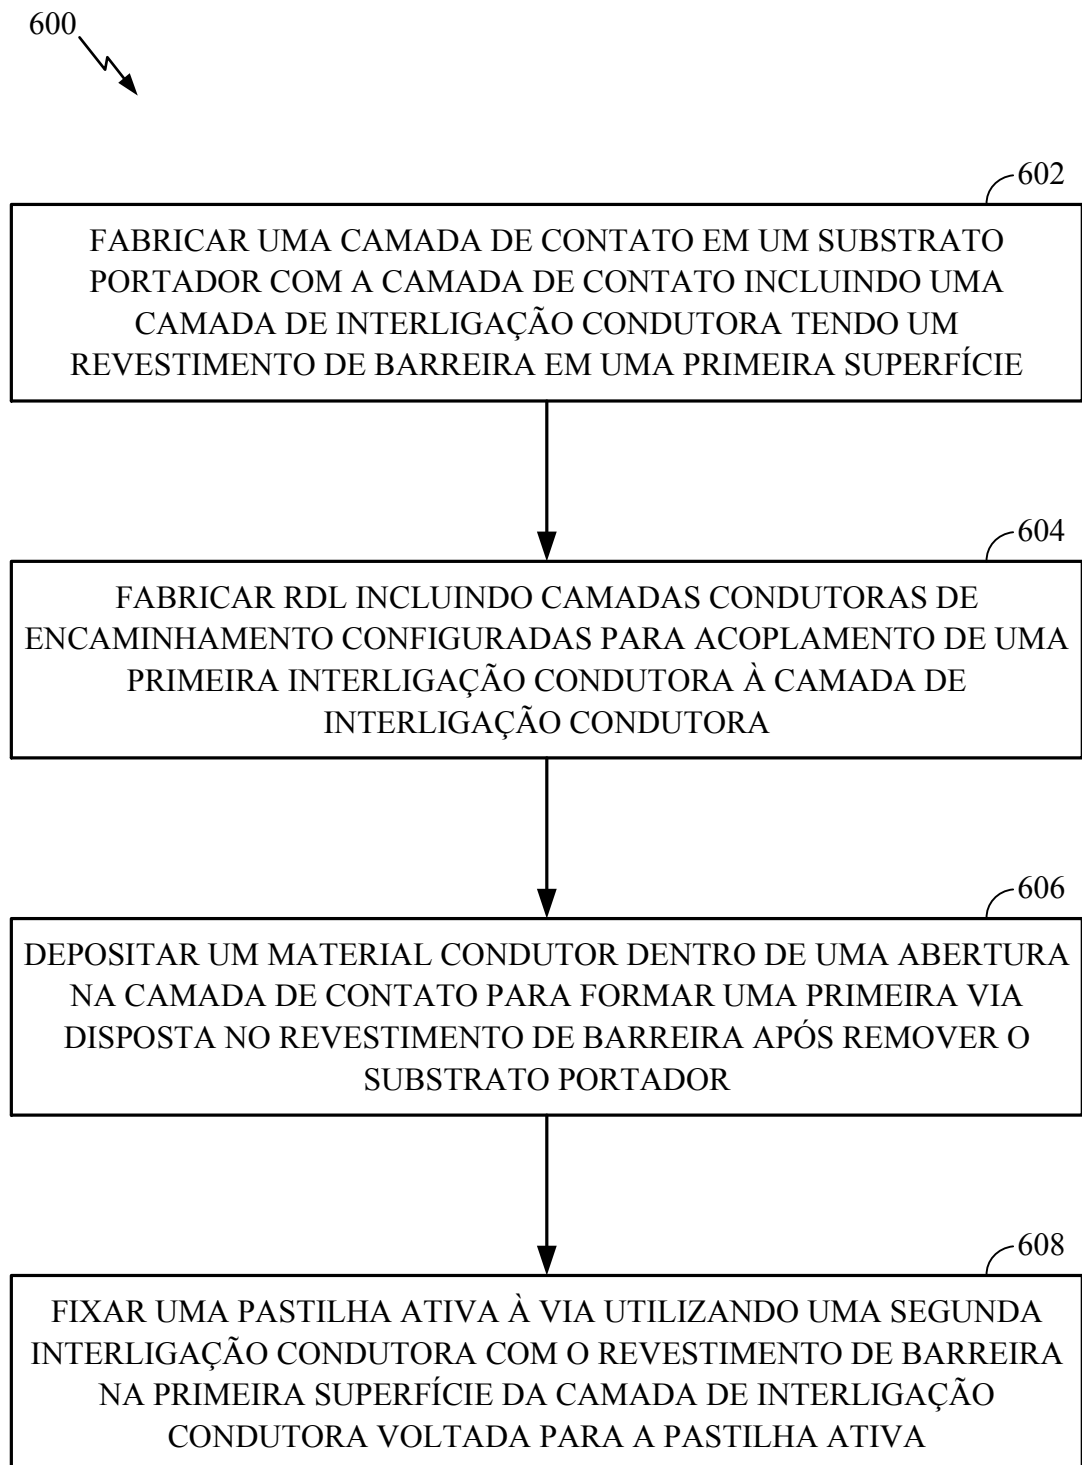 600
602
FABRICAR UMA CAMADA DE CONTATO EM UM SUBSTRATO
PORTADOR COM A CAMADA DE CONTATO INCLUINDO UMA
CAMADA DE INTERLIGAÇÃO CONDUTORA TENDO UM
REVESTIMENTO DE BARREIRA EM UMA PRIMEIRA SUPERFÍCIE
604
FABRICAR RDL INCLUINDO CAMADAS CONDUTORAS DE
ENCAMINHAMENTO CONFIGURADAS PARA ACOPLAMENTO DE UMA
PRIMEIRA INTERLIGAÇÃO CONDUTORA À CAMADA DE
INTERLIGAÇÃO CONDUTORA
606
DEPOSITAR UM MATERIAL CONDUTOR DENTRO DE UMA ABERTURA
NA CAMADA DE CONTATO PARA FORMAR UMA PRIMEIRA VIA
DISPOSTA NO REVESTIMENTO DE BARREIRA APÓS REMOVER O
SUBSTRATO PORTADOR
608
FIXAR UMA PASTILHA ATIVA À VIA UTILIZANDO UMA SEGUNDA
INTERLIGAÇÃO CONDUTORA COM O REVESTIMENTO DE BARREIRA
NA PRIMEIRA SUPERFÍCIE DA CAMADA DE INTERLIGAÇÃO
CONDUTORA VOLTADA PARA A PASTILHA ATIVA